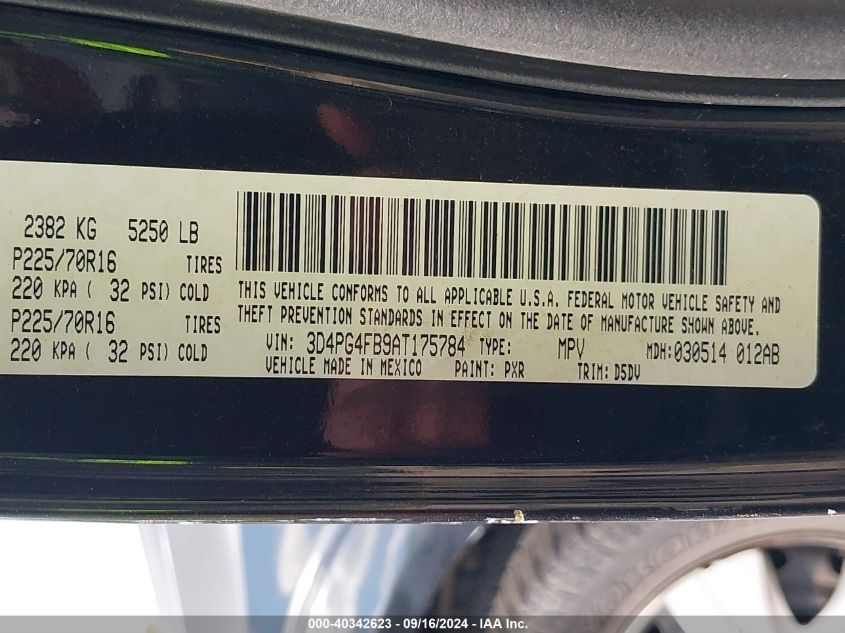 2382 KG 5250 LB
P225/70R16 TIRES
220 KPA ( 32 PSI) COLD
P225/70R16 TIRES
220 KPA ( 32 PSI) COLD
THIS VEHICLE CONFORMS TO ALL APPLICABLE U.S.A. FEDERAL MOTOR VEHICLE SAFETY AND
THEFT PREVENTION STANDARDS IN EFFECT ON THE DATE OF MANUFACTURE SHOWN ABOVE.
VIN: 3D4PG4FB9AT175784 TYPE: MPV MDH:030514 012AB
VEHICLE MADE IN MEXICO PAINT: PXR TRIM: D5DV
000-40342623 - 09/16/2024 - IAA Inc.